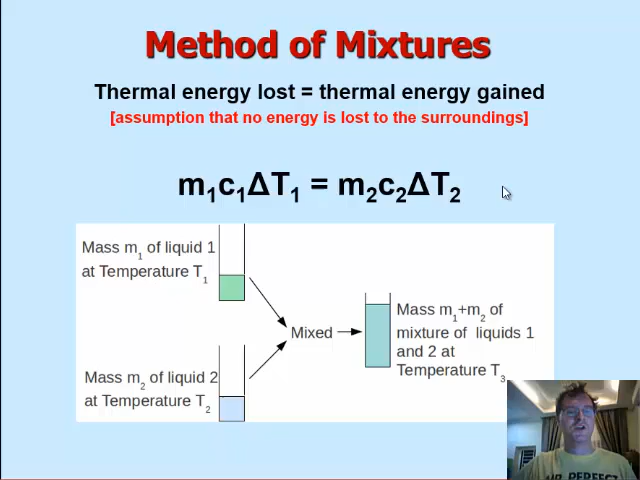 Method of Mixtures
Thermal energy lost = thermal energy gained
[assumption that no energy is lost to the surroundings]
m₁c₁ΔT₁ = m₂c₂ΔT₂
Mass m₁ of liquid 1
at Temperature T₁
Mixed
Mass m₁+m₂ of
mixture of liquids 1
and 2 at
Temperature T₃
Mass m₂ of liquid 2
at Temperature T₂
MR PERFECT